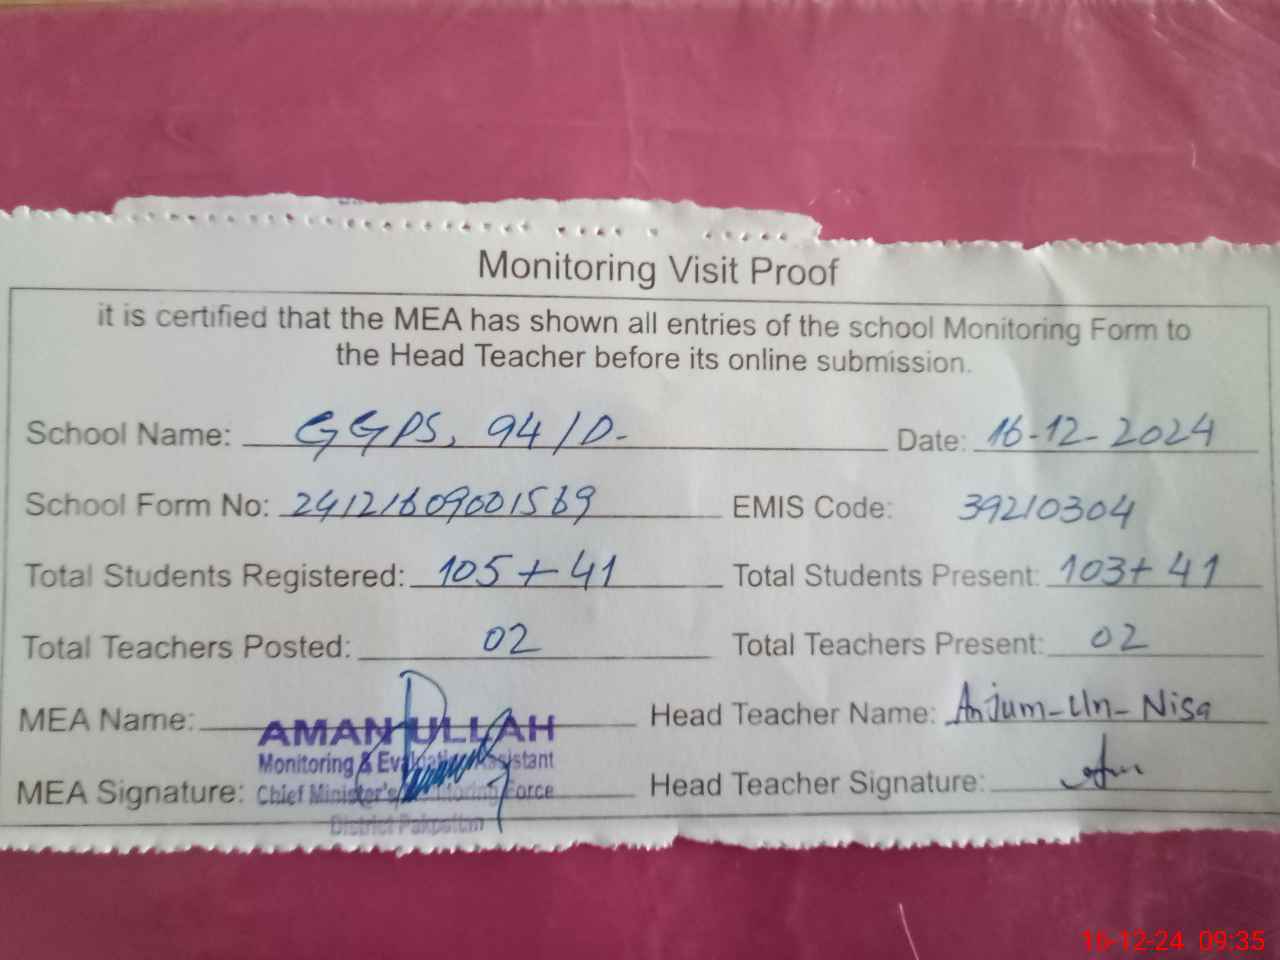 Monitoring Visit Proof
it is certified that the MEA has shown all entries of the school Monitoring Form to
the Head Teacher before its online submission.
School Name: GGPS, 94/D- Date: 16-12-2024
School Form No: 24121609001569 EMIS Code: 39210304
Total Students Registered: 105+41 Total Students Present: 103+41
Total Teachers Posted: 02 Total Teachers Present: 02
MEA Name: AMAN ULLAH Head Teacher Name: Anjum-Un-Nisa
Monitoring & Evaluation Assistant
MEA Signature: Chief Minister's Monitoring Force Head Teacher Signature:
District Pakpattan
16-12-24 09:35